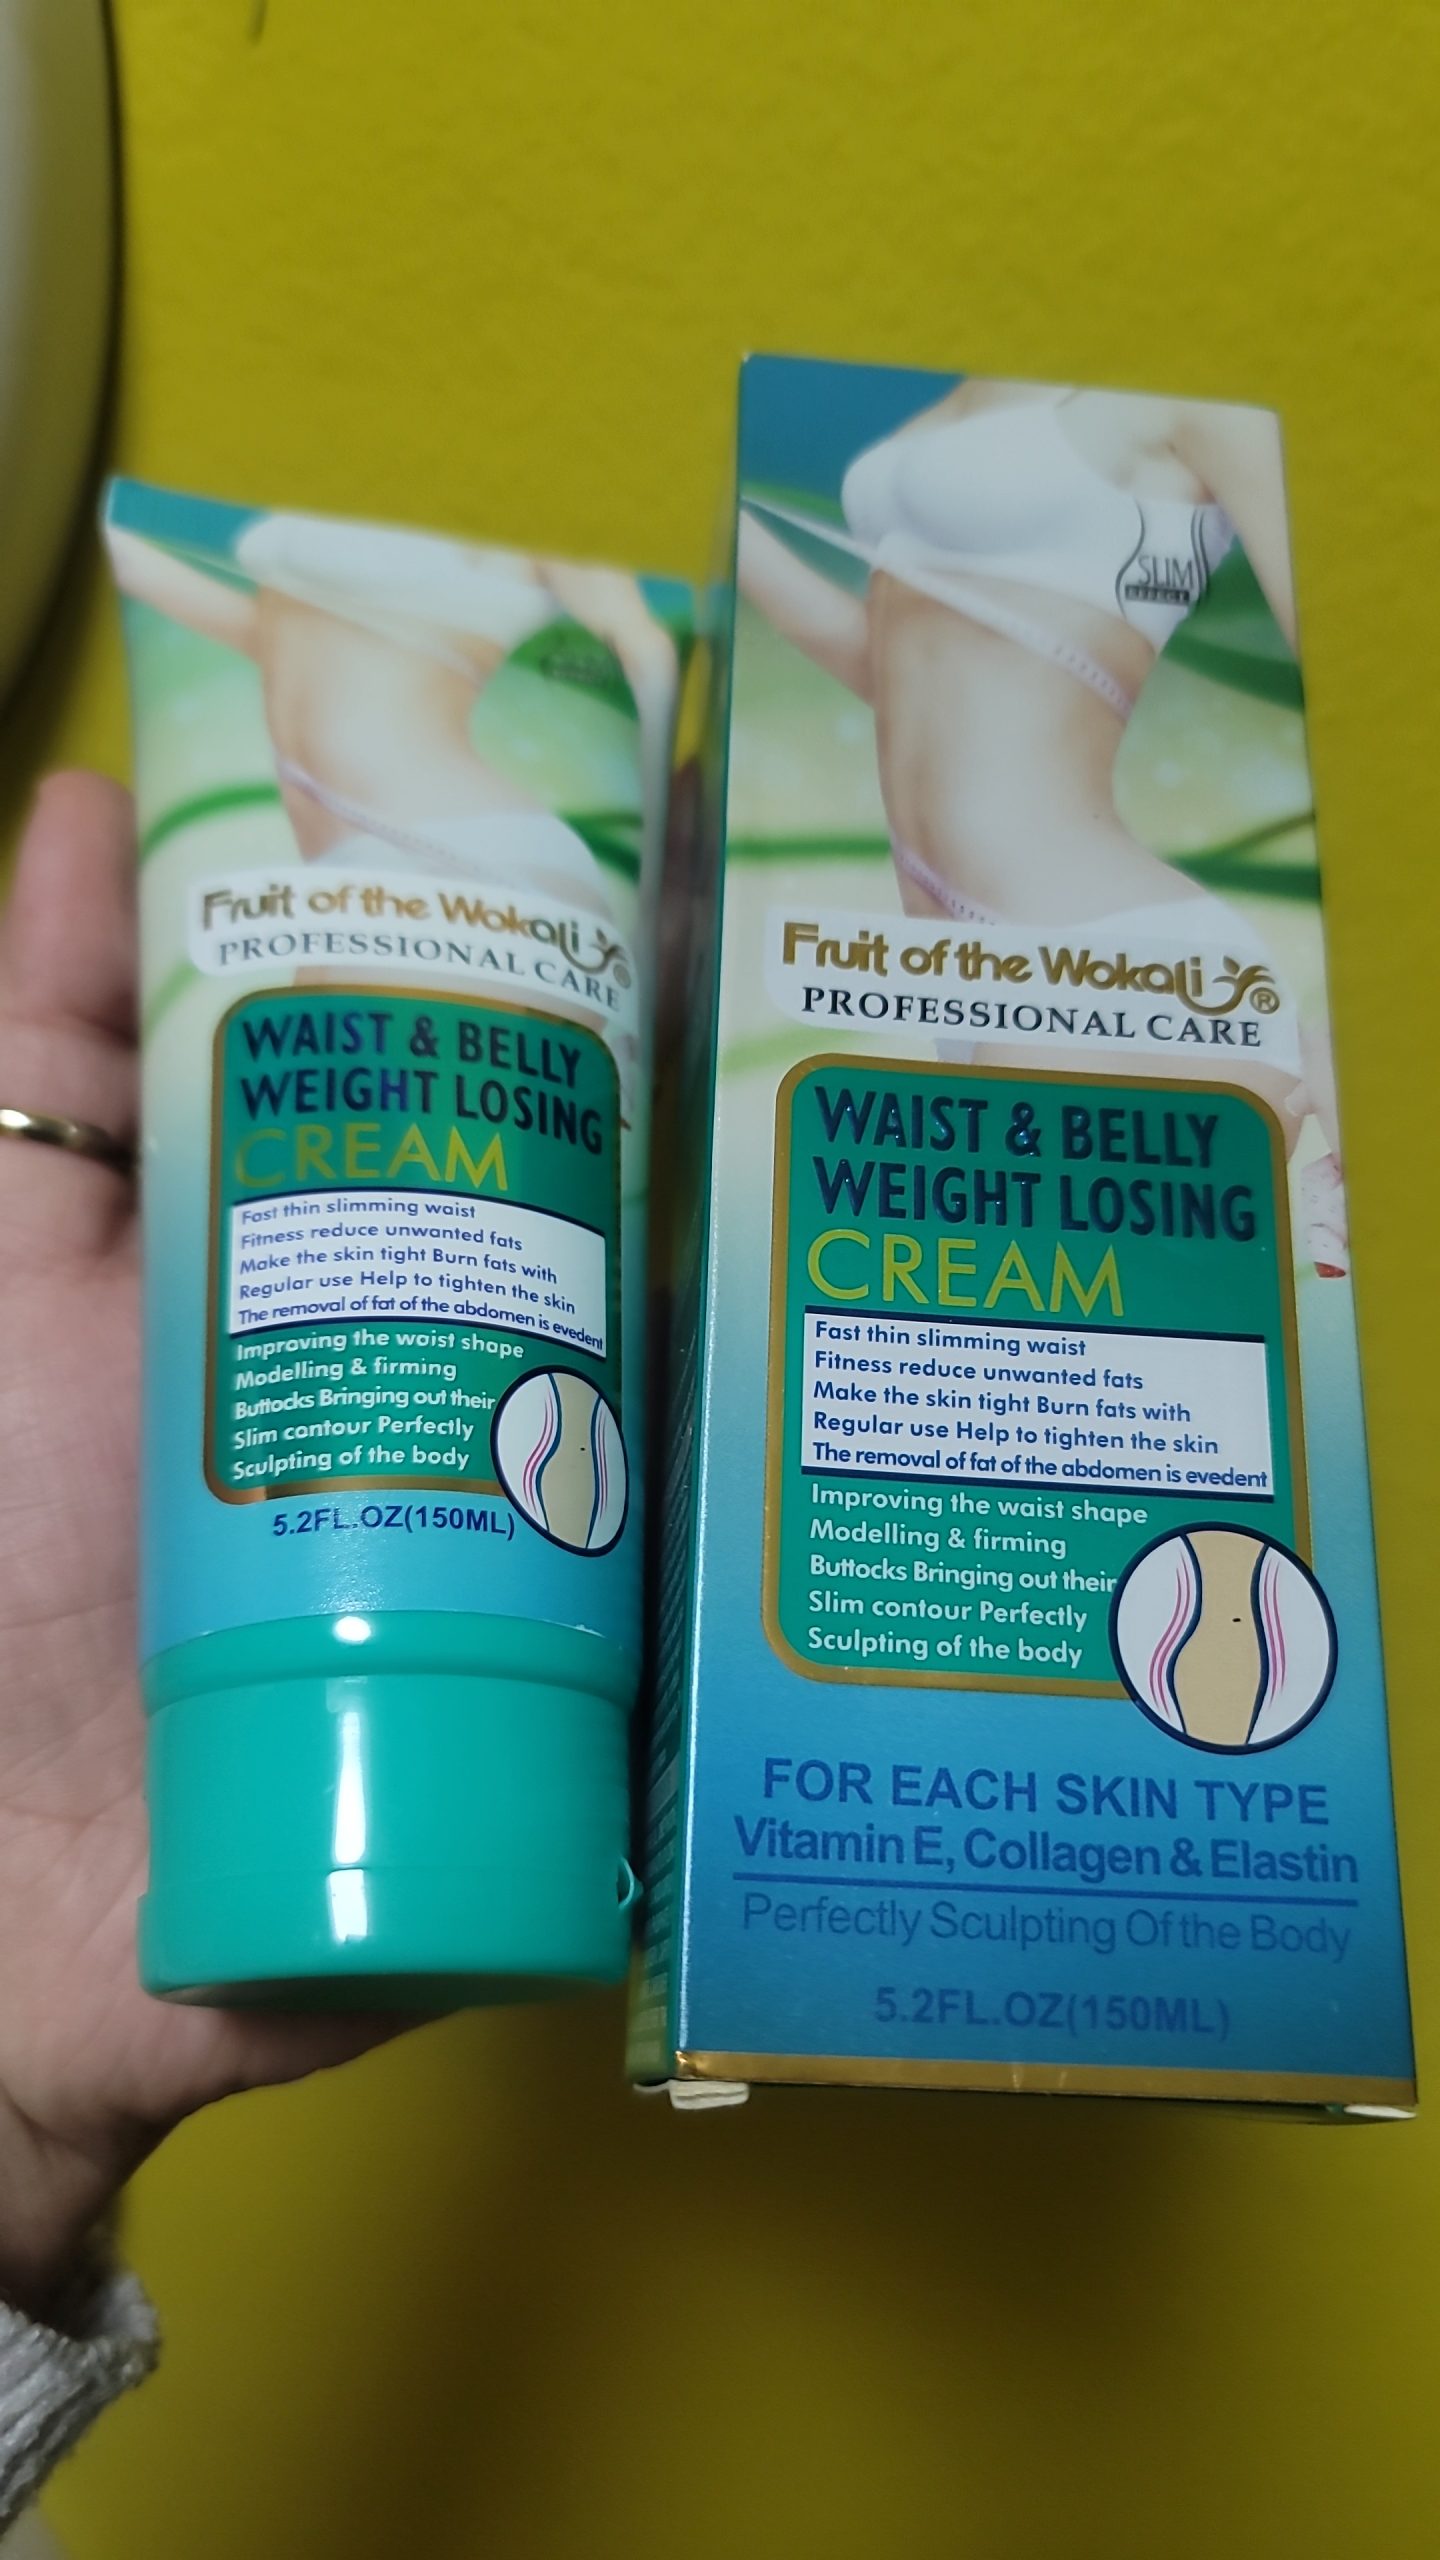 Fruit of the Wokali
PROFESSIONAL CARE
WAIST & BELLY
WEIGHT LOSING
CREAM
Fast thin slimming waist
Fitness reduce unwanted fats
Make the skin tight Burn fats with
Regular use Help to tighten the skin
The removal of fat of the abdomen is evedent
Improving the waist shape
Modelling & firming
Buttocks Bringing out their
Slim contour Perfectly
Sculpting of the body
5.2FL.OZ(150ML)
SLIM
EFFECT
Fruit of the Wokali ®
PROFESSIONAL CARE
WAIST & BELLY
WEIGHT LOSING
CREAM
Fast thin slimming waist
Fitness reduce unwanted fats
Make the skin tight Burn fats with
Regular use Help to tighten the skin
The removal of fat of the abdomen is evedent
Improving the waist shape
Modelling & firming
Buttocks Bringing out their
Slim contour Perfectly
Sculpting of the body
FOR EACH SKIN TYPE
Vitamin E, Collagen & Elastin
Perfectly Sculpting Of the Body
5.2FL.OZ(150ML)